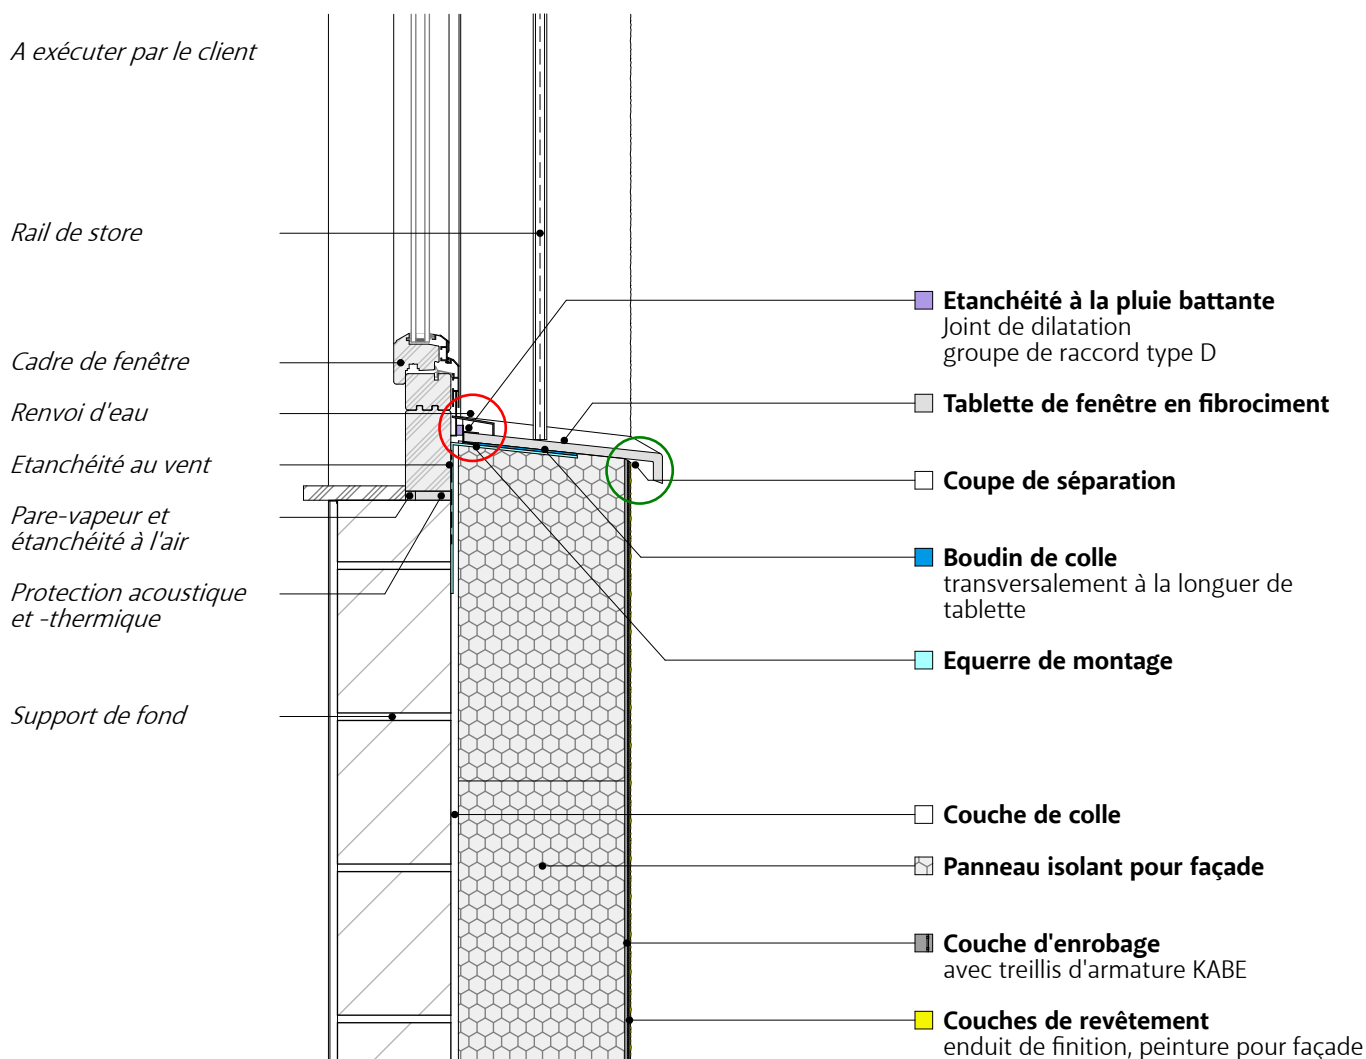 A exécuter par le client
Rail de store
Cadre de fenêtre
Renvoi d'eau
Etanchéité au vent
Pare-vapeur et
étanchéité à l'air
Protection acoustique
et -thermique
Support de fond
Etanchéité à la pluie battante
Joint de dilatation
groupe de raccord type D
Tablette de fenêtre en fibrociment
Coupe de séparation
Boudin de colle
transversalement à la longuer de
tablette
Equerre de montage
Couche de colle
Panneau isolant pour façade
Couche d'enrobage
avec treillis d'armature KABE
Couches de revêtement
enduit de finition, peinture pour façade